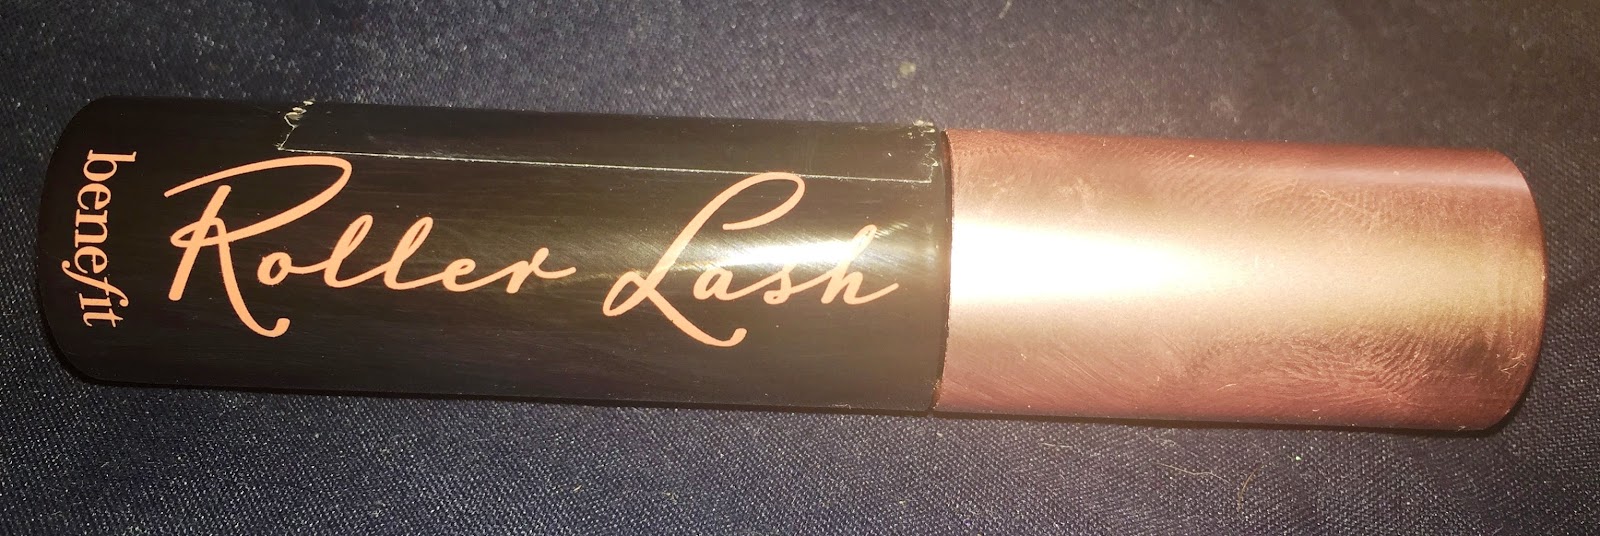 benefit
Roller Lash